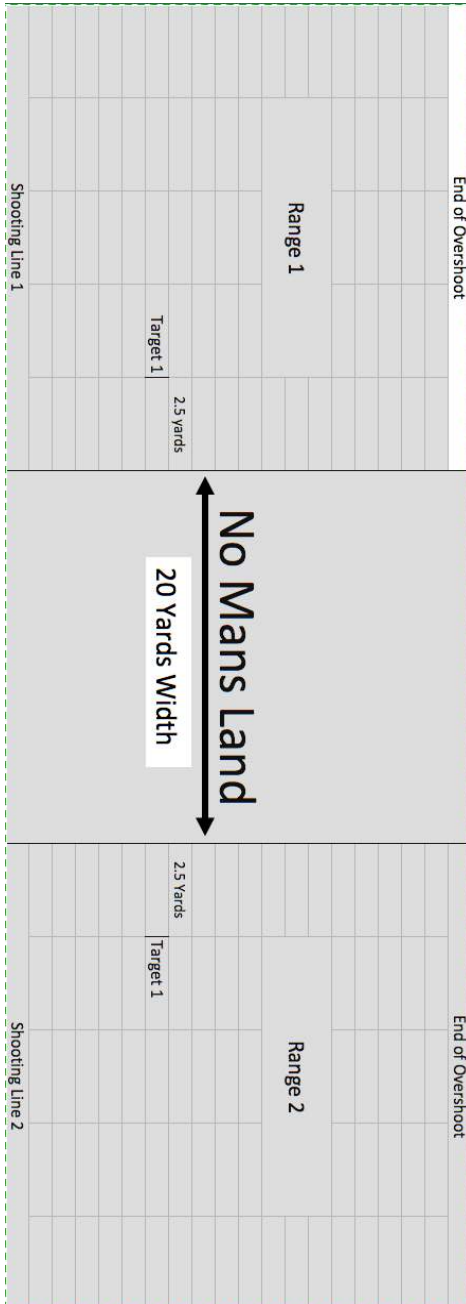 End of Overshoot
End of Overshoot
Range 1
Range 2
No Mans Land
2.5 yards
2.5 Yards
20 Yards Width
Target 1
Target 1
Shooting Line 1
Shooting Line 2